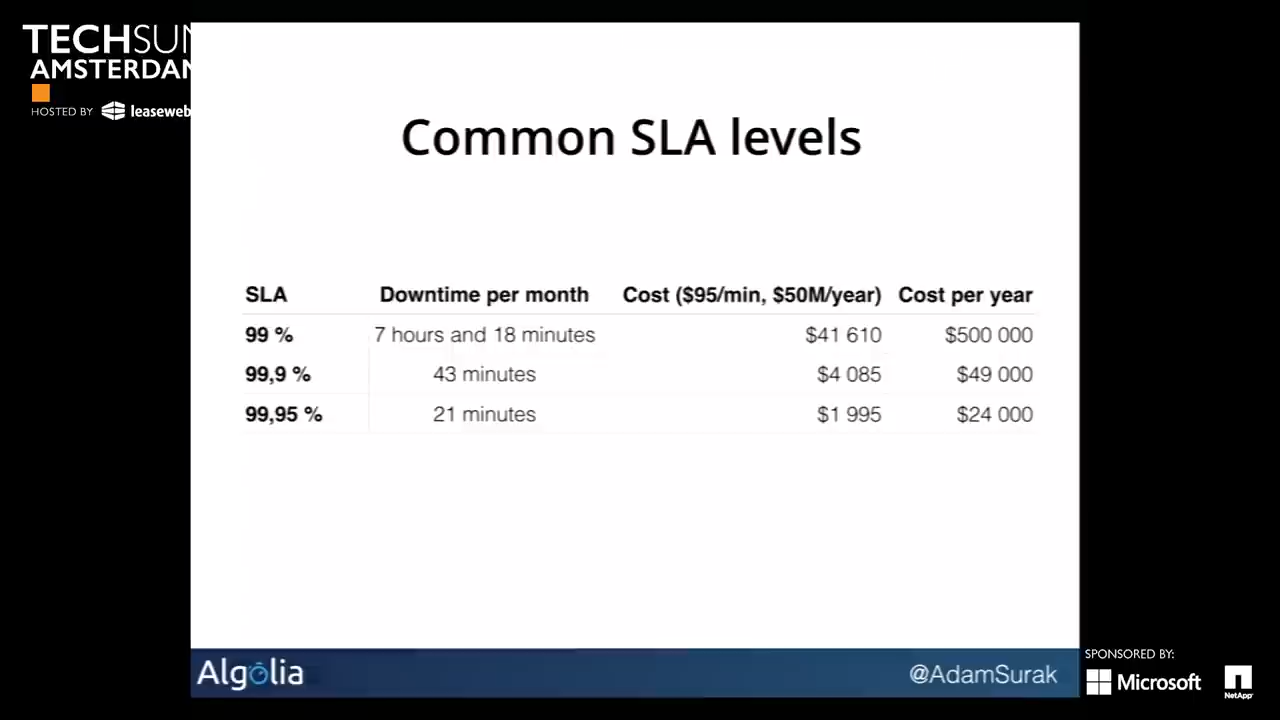 TECHSUM
AMSTERDAM
HOSTED BY leaseweb
Common SLA levels
SLA Downtime per month Cost ($95/min, $50M/year) Cost per year
99 % 7 hours and 18 minutes $41 610 $500 000
99,9 % 43 minutes $4 085 $49 000
99,95 % 21 minutes $1 995 $24 000
Algolia
@AdamSurak
SPONSORED BY:
Microsoft
NetApp